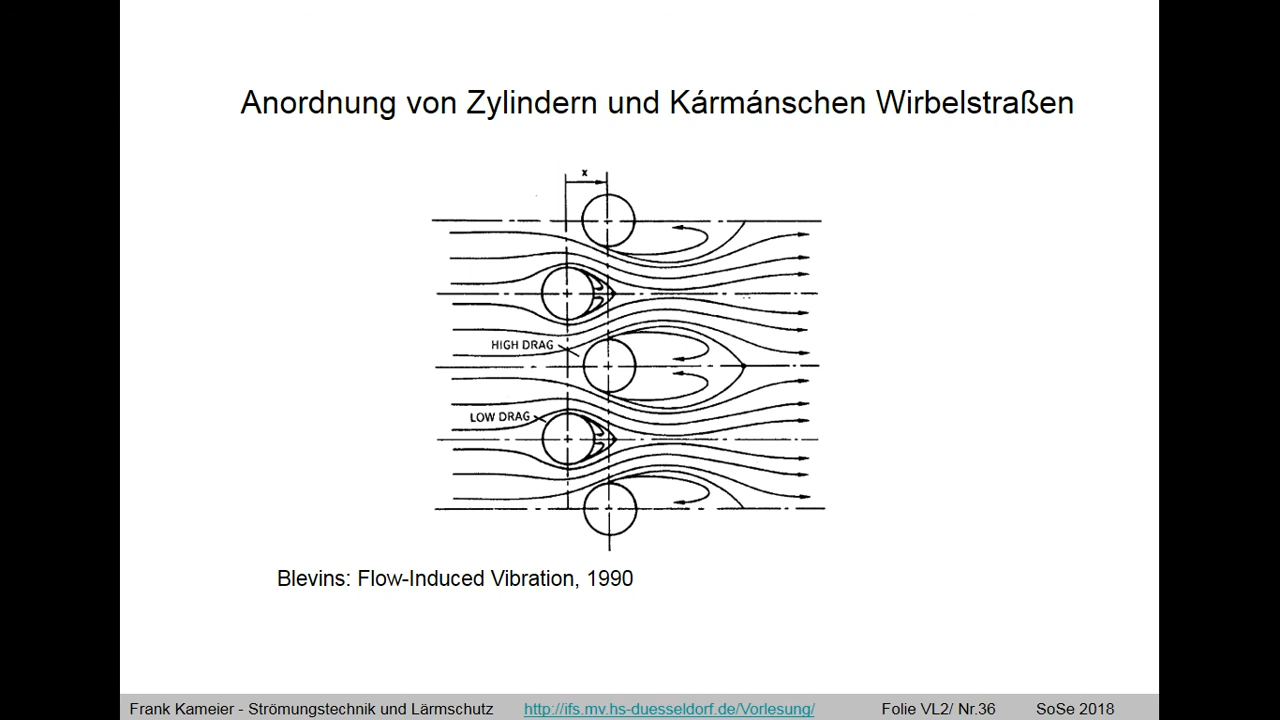 Anordnung von Zylindern und Kármánschen Wirbelstraßen
x
HIGH DRAG
LOW DRAG
Blevins: Flow-Induced Vibration, 1990
Frank Kameier - Strömungstechnik und Lärmschutz http://ifs.mv.hs-duesseldorf.de/Vorlesung/ Folie VL2/ Nr.36 SoSe 2018